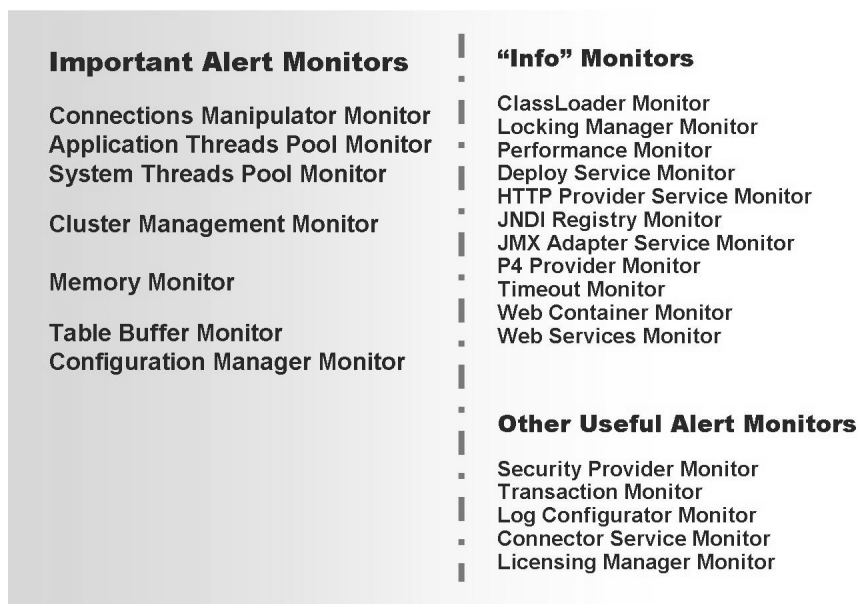 Important Alert Monitors
Connections Manipulator Monitor
Application Threads Pool Monitor
System Threads Pool Monitor
Cluster Management Monitor
Memory Monitor
Table Buffer Monitor
Configuration Manager Monitor
“Info” Monitors
ClassLoader Monitor
Locking Manager Monitor
Performance Monitor
Deploy Service Monitor
HTTP Provider Service Monitor
JNDI Registry Monitor
JMX Adapter Service Monitor
P4 Provider Monitor
Timeout Monitor
Web Container Monitor
Web Services Monitor
Other Useful Alert Monitors
Security Provider Monitor
Transaction Monitor
Log Configurator Monitor
Connector Service Monitor
Licensing Manager Monitor